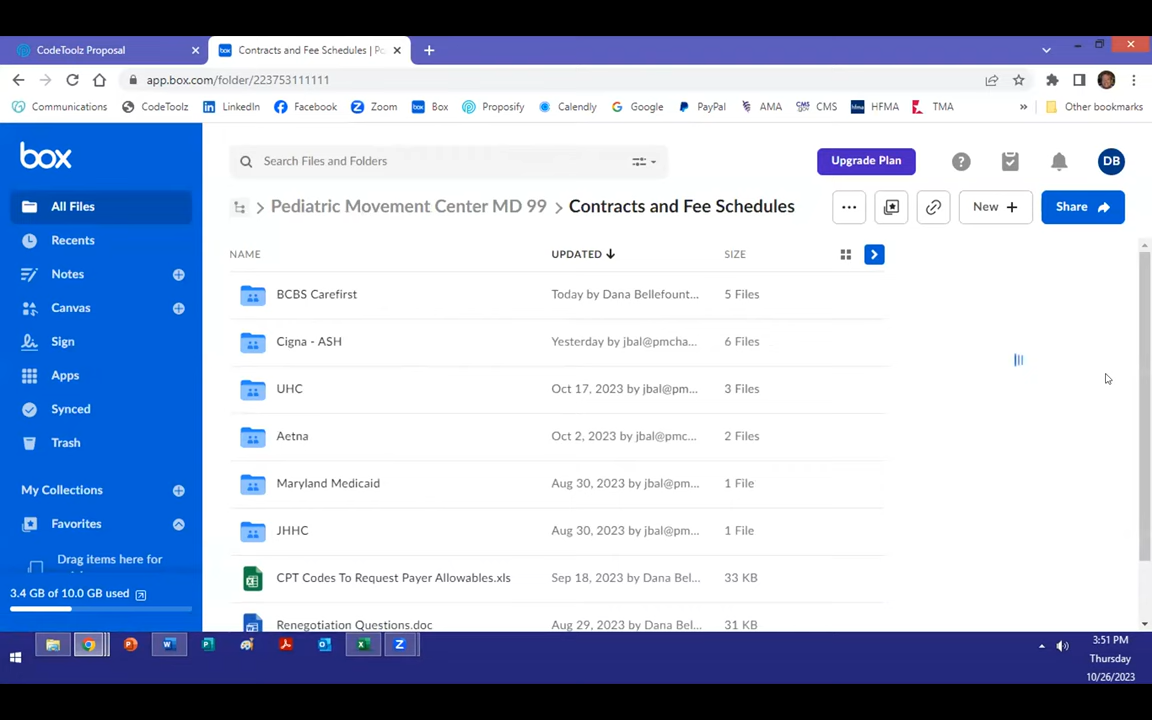 CodeToolz Proposal
Contracts and Fee Schedules | Po
app.box.com/folder/223753111111
Communications CodeToolz LinkedIn Facebook Zoom Box Proposify Calendly Google PayPal AMA CMS HFMA TMA » Other bookmarks
box
Search Files and Folders
Upgrade Plan
DB
All Files
Recents
Notes
Canvas
Sign
Apps
Synced
Trash
My Collections
Favorites
Drag items here for
3.4 GB of 10.0 GB used
Pediatric Movement Center MD 99 > Contracts and Fee Schedules
New +
Share
NAME UPDATED ↓ SIZE
BCBS Carefirst Today by Dana Bellefount... 5 Files
Cigna - ASH Yesterday by jbal@pmcha... 6 Files
UHC Oct 17, 2023 by jbal@pm... 3 Files
Aetna Oct 2, 2023 by jbal@pmc... 2 Files
Maryland Medicaid Aug 30, 2023 by jbal@pm... 1 File
JHHC Aug 30, 2023 by jbal@pm... 1 File
CPT Codes To Request Payer Allowables.xls Sep 18, 2023 by Dana Bel... 33 KB
Renegotiation Questions.doc Aug 29, 2023 by Dana Bel... 31 KB
3:51 PM
Thursday
10/26/2023